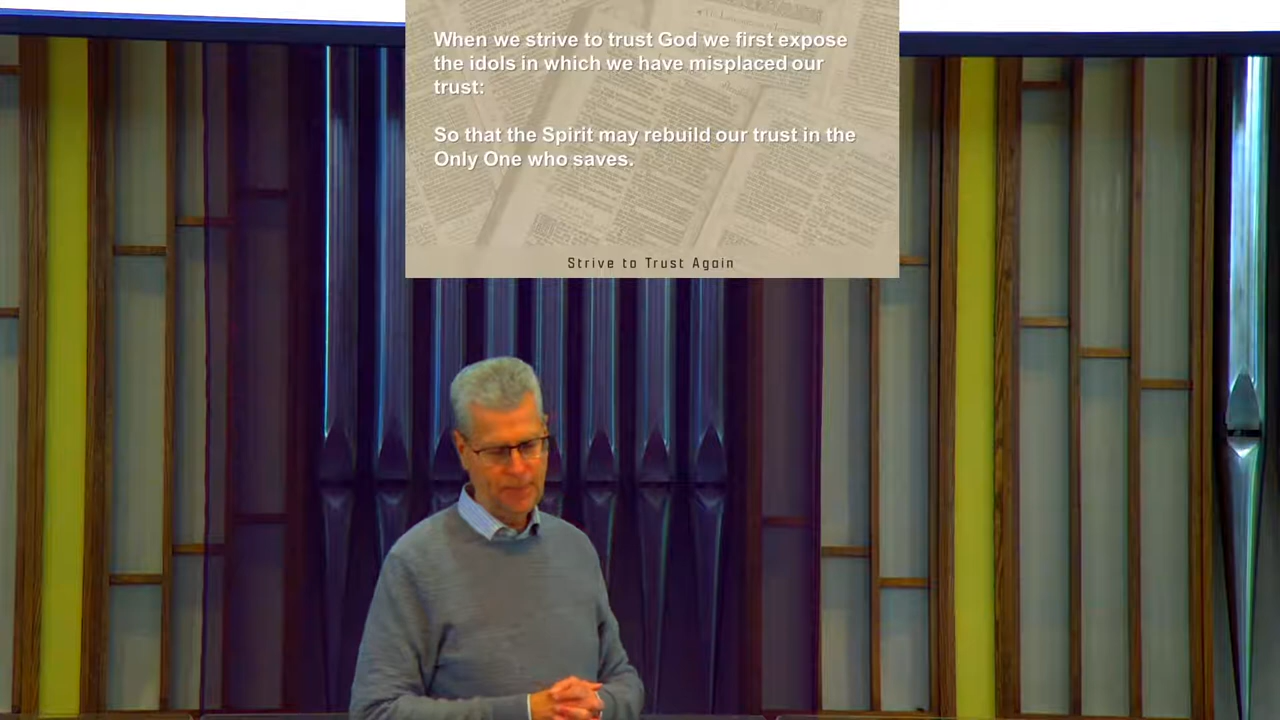 When we strive to trust God we first expose
the idols in which we have misplaced our
trust:
So that the Spirit may rebuild our trust in the
Only One who saves.
Strive to Trust Again